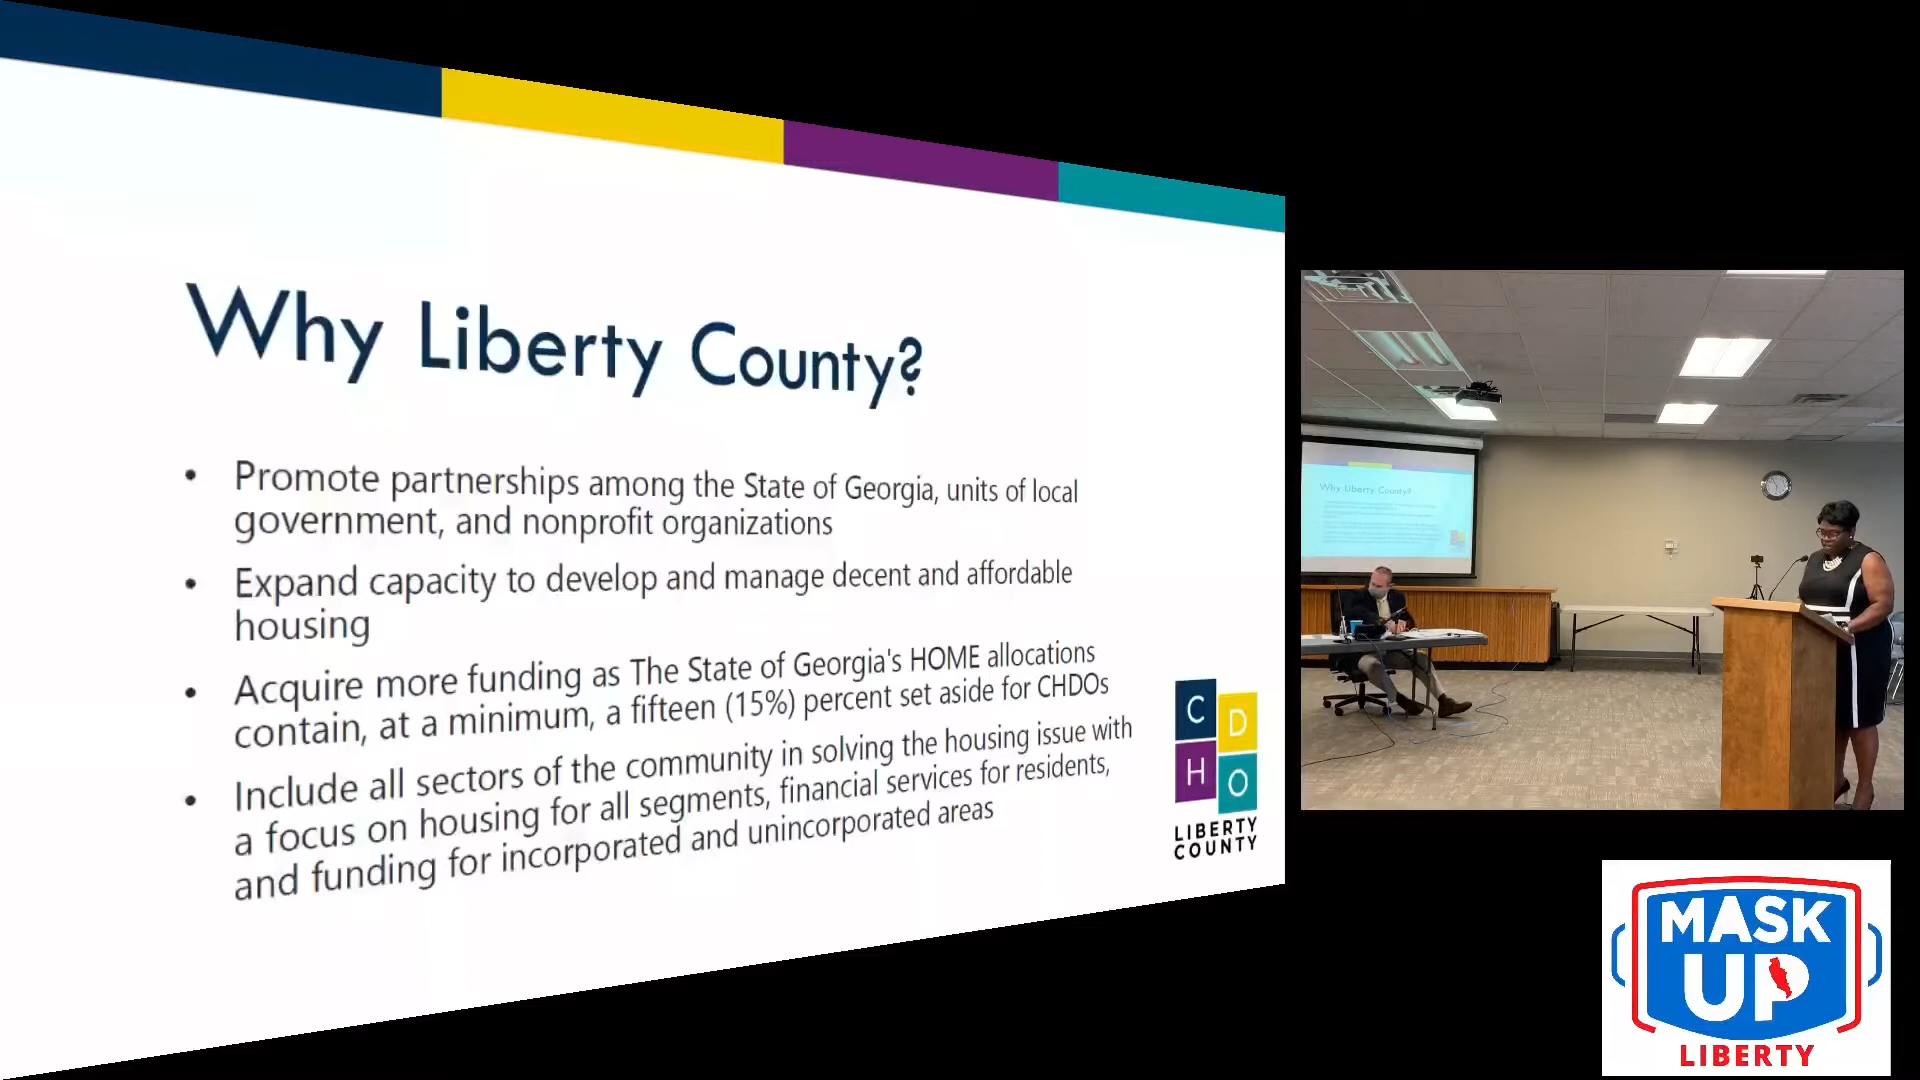 Why Liberty County?
• Promote partnerships among the State of Georgia, units of local
government, and nonprofit organizations
• Expand capacity to develop and manage decent and affordable
housing
• Acquire more funding as The State of Georgia's HOME allocations
contain, at a minimum, a fifteen (15%) percent set aside for CHDOs
• Include all sectors of the community in solving the housing issue with
a focus on housing for all segments, financial services for residents,
and funding for incorporated and unincorporated areas
C D
H O
LIBERTY
COUNTY
Why Liberty County?
MASK
UP
LIBERTY